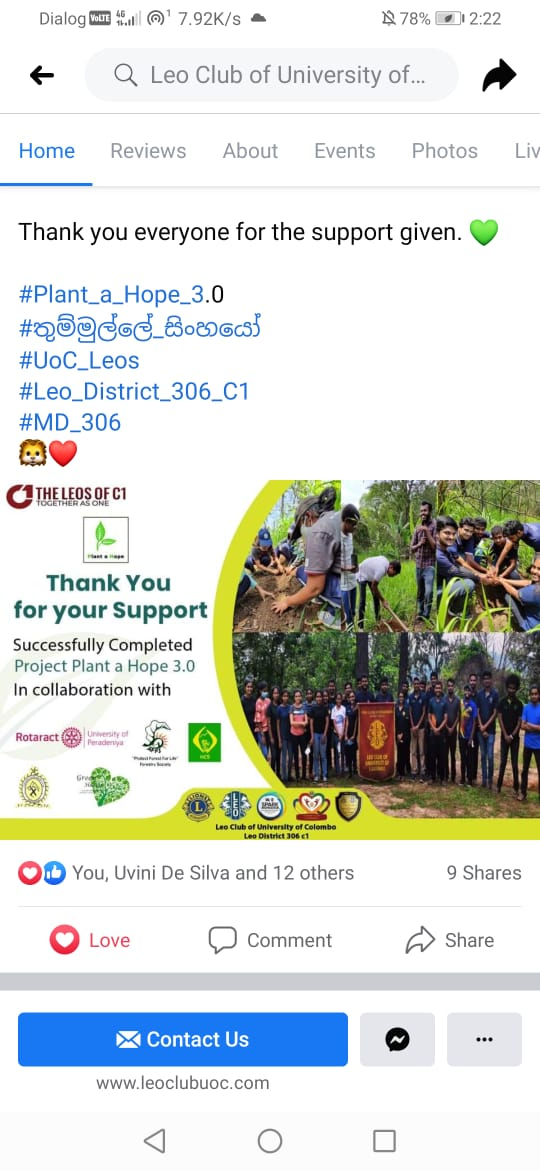 Dialog VoLTE 4G 1 7.92K/s 78% 2:22
Leo Club of University of...
Home Reviews About Events Photos Liv
Thank you everyone for the support given. 💚
#Plant_a_Hope_3.0
#තුම්මුල්ලේ_සිංහයෝ
#UoC_Leos
#Leo_District_306_C1
#MD_306
🦁♥️
C1 THE LEOS OF C1
TOGETHER AS ONE
Plant a Hope
Thank You
for your Support
Successfully Completed
Project Plant a Hope 3.0
In collaboration with
Rotaract University of
Peradeniya
"Protect Forest For Life"
Forestry Society
Leo Club of University of Colombo
Leo District 306 c1
You, Uvini De Silva and 12 others 9 Shares
Love Comment Share
Contact Us
www.leoclubuoc.com